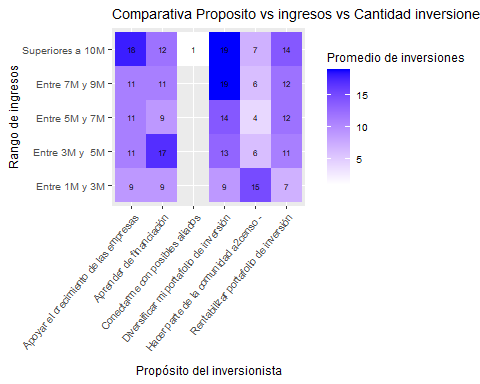 Comparativa Proposito vs ingresos vs Cantidad inversione
Rango de ingresos
Superiores a 10M 18 12 1 19 7 14
Entre 7M y 9M 11 11 6 12
Entre 5M y 7M 11 9 14 4 12
Entre 3M y 5M 11 17 13 6 11
Entre 1M y 3M 9 9 9 15 7
Apoyar el crecimiento de las empresas
Aprender de financiación
Conectarme con posibles aliados
Diversificar mi portafolio de inversión
Hacer parte de la comunidad a2censo -
Rentabilizar portafolio de inversión
Propósito del inversionista
Promedio de inversiones
15
10
5